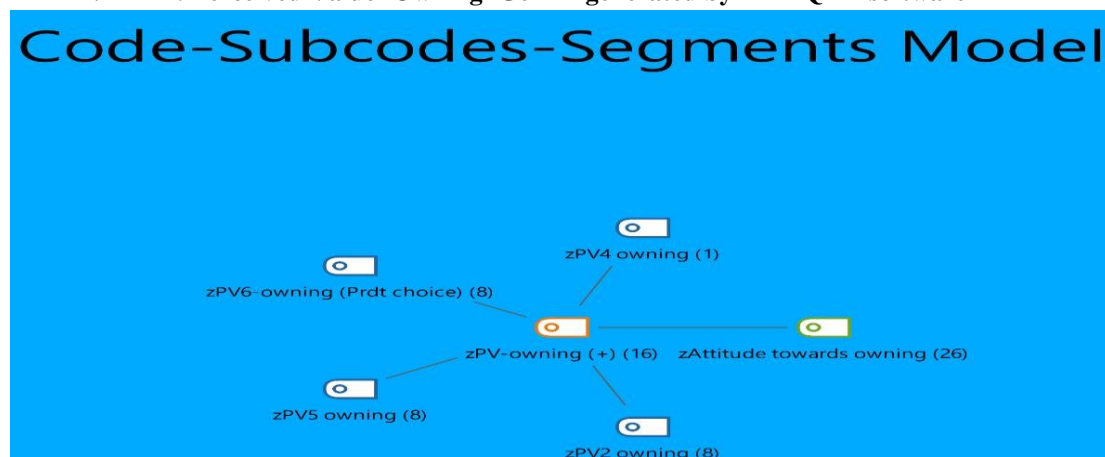 Code-Subcodes-Segments Model
zPV4 owning (1)
zPV6-owning (Prdt choice) (8)
zPV-owning (+) (16)
zAttitude towards owning (26)
zPV5 owning (8)
zPV2 owning (8)